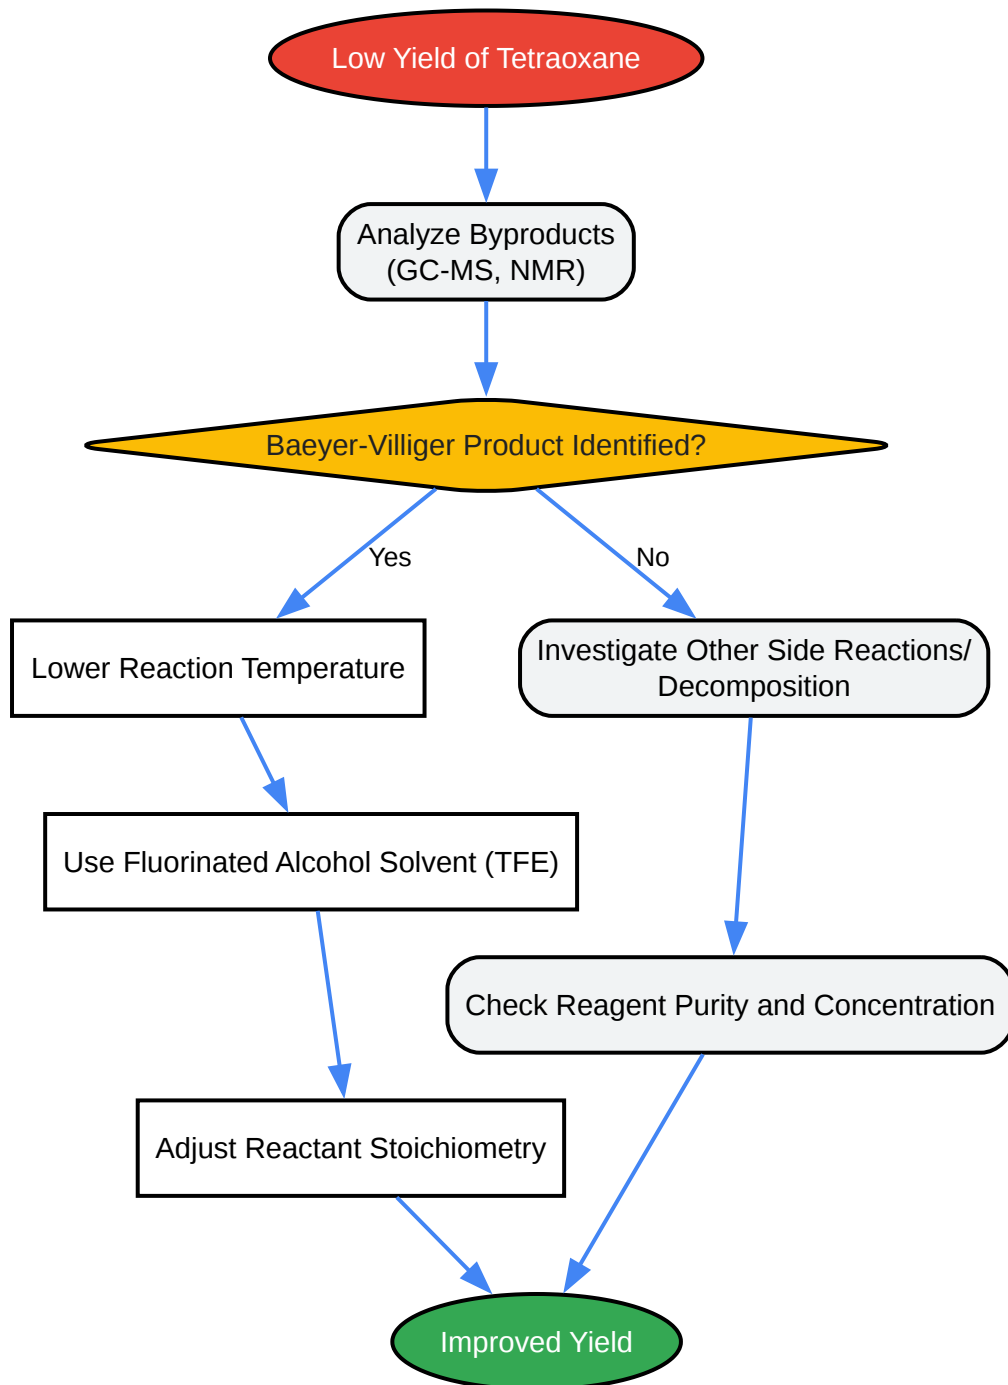 Low Yield of Tetraoxane
Analyze Byproducts
(GC-MS, NMR)
Baeyer-Villiger Product Identified?
Yes
No
Lower Reaction Temperature
Investigate Other Side Reactions/
Decomposition
Use Fluorinated Alcohol Solvent (TFE)
Check Reagent Purity and Concentration
Adjust Reactant Stoichiometry
Improved Yield